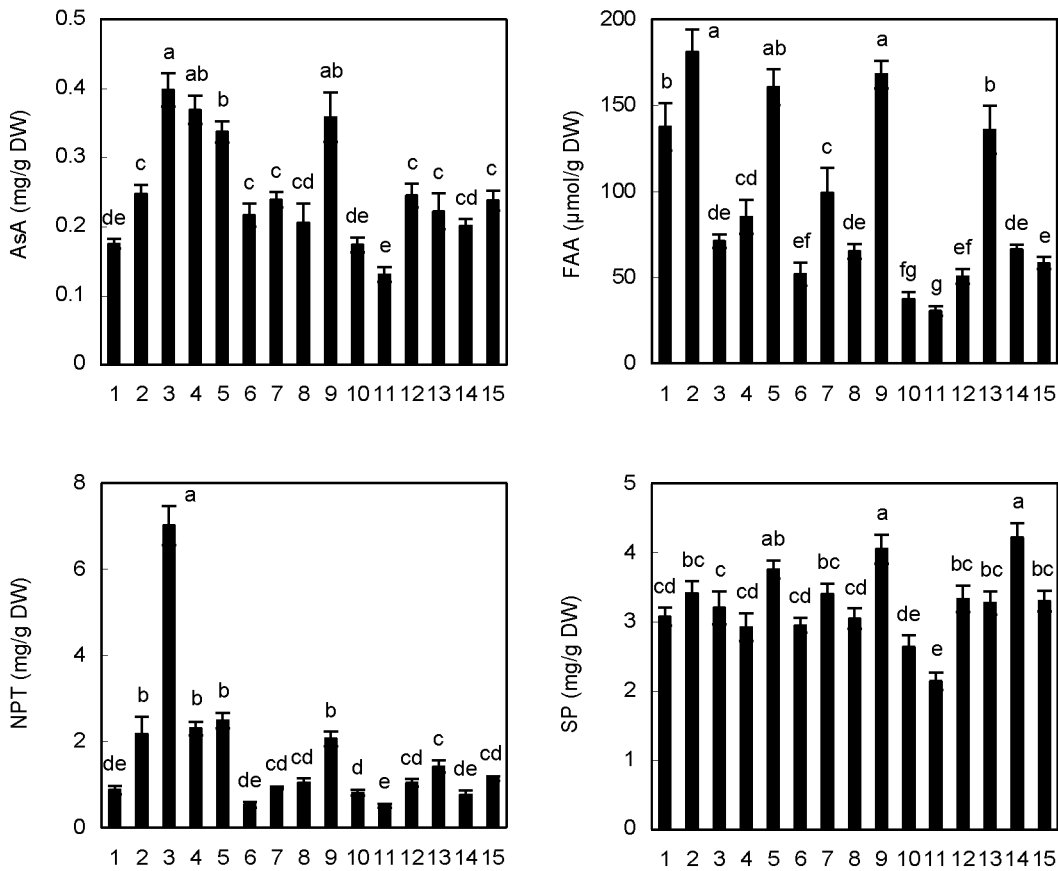 AsA (mg/g DW)
0.5
0.4
0.3
0.2
0.1
0
de c a ab b c c cd ab de e c c cd c
1 2 3 4 5 6 7 8 9 10 11 12 13 14 15
FAA (μmol/g DW)
200
150
100
50
0
b a de cd ab ef c de a fg g ef b de e
1 2 3 4 5 6 7 8 9 10 11 12 13 14 15
NPT (mg/g DW)
8
6
4
2
0
de b a b b de cd cd b d e cd c de cd
1 2 3 4 5 6 7 8 9 10 11 12 13 14 15
SP (mg/g DW)
5
4
3
2
1
0
cd bc c cd ab cd bc cd a de e bc bc a bc
1 2 3 4 5 6 7 8 9 10 11 12 13 14 15